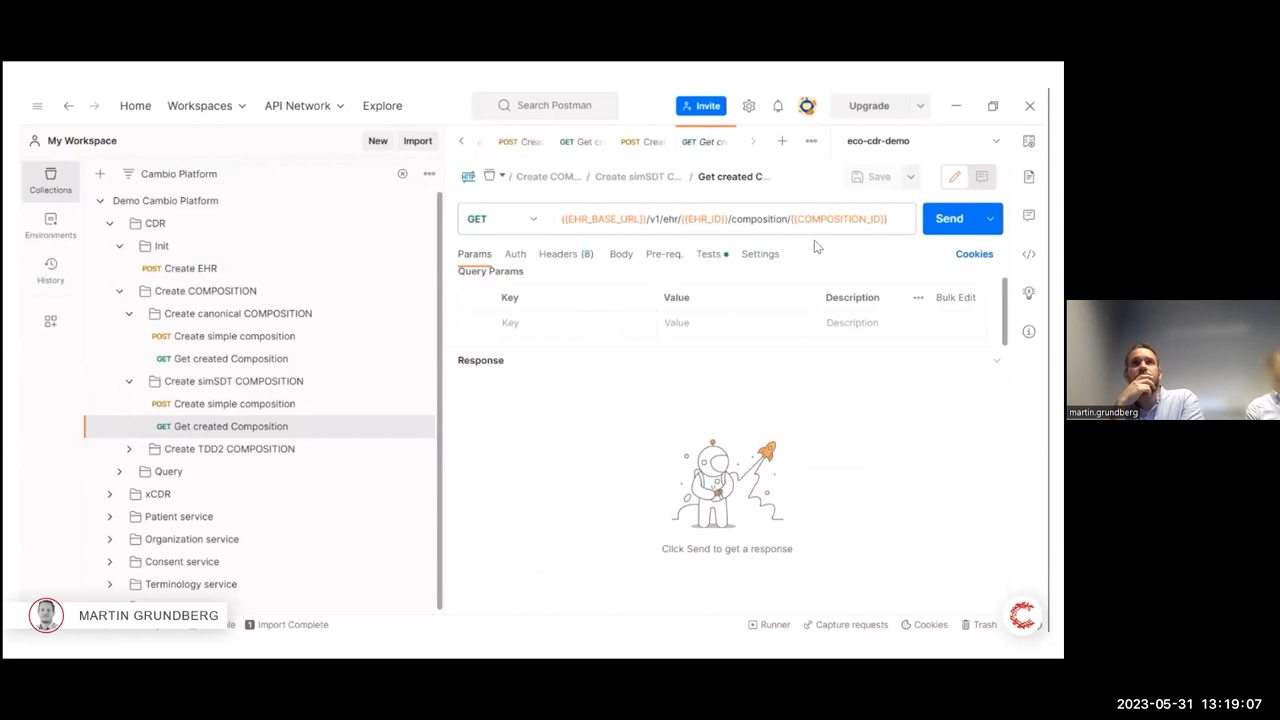 Home Workspaces API Network Explore Search Postman Invite Upgrade
My Workspace New Import POST Crea GET Get cr POST Crea GET Get cr eco-cdr-demo
Collections
Environments
History
Cambio Platform
Demo Cambio Platform
CDR
Init
POST Create EHR
Create COMPOSITION
Create canonical COMPOSITION
POST Create simple composition
GET Get created Composition
Create simSDT COMPOSITION
POST Create simple composition
GET Get created Composition
Create TDD2 COMPOSITION
Query
xCDR
Patient service
Organization service
Consent service
Terminology service
HTTP / Create COM... / Create simSDT C... / Get created C... Save
GET {{EHR_BASE_URL}}/v1/ehr/{{EHR_ID}}/composition/{{COMPOSITION_ID}} Send
Params Auth Headers (8) Body Pre-req. Tests Settings Cookies
Query Params
Key Value Description Bulk Edit
Key Value Description
Response
Click Send to get a response
MARTIN GRUNDBERG
1 Import Complete Runner Capture requests Cookies Trash
martin.grundberg
2023-05-31 13:19:07